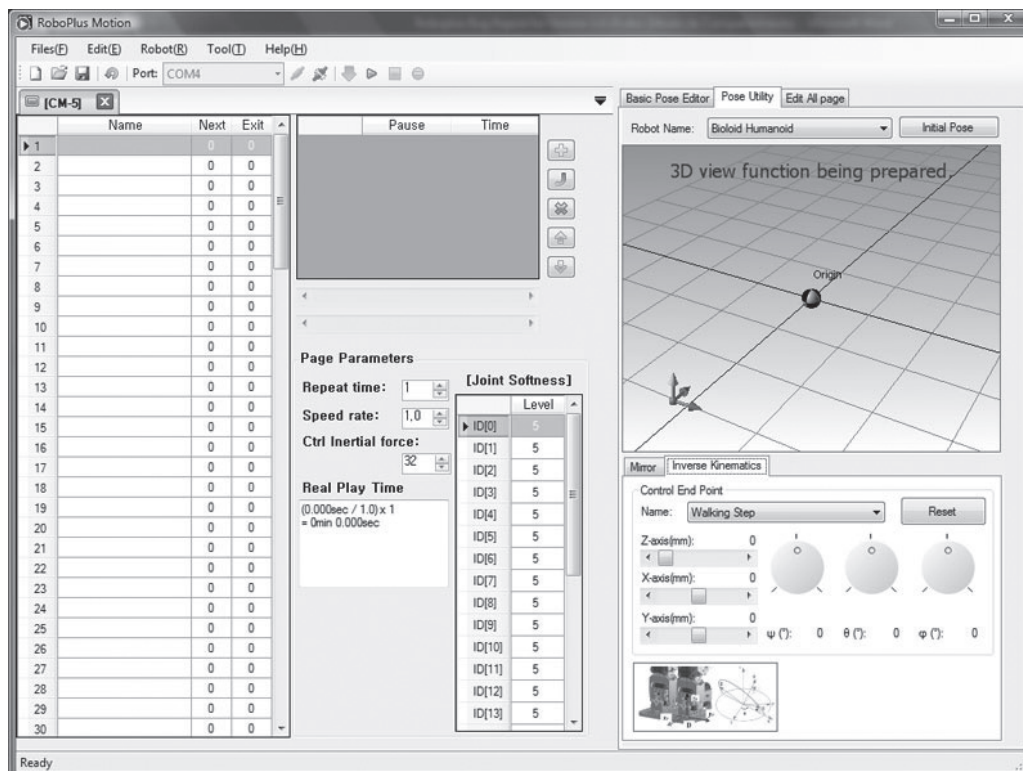 RoboPlus Motion
Files(F) Edit(E) Robot(R) Tool(T) Help(H)
Port: COM4
[CM-5]
Name Next Exit
1 0 0
2 0 0
3 0 0
4 0 0
5 0 0
6 0 0
7 0 0
8 0 0
9 0 0
10 0 0
11 0 0
12 0 0
13 0 0
14 0 0
15 0 0
16 0 0
17 0 0
18 0 0
19 0 0
20 0 0
21 0 0
22 0 0
23 0 0
24 0 0
25 0 0
26 0 0
27 0 0
28 0 0
29 0 0
30 0 0
Pause Time
Page Parameters
Repeat time: 1
Speed rate: 1,0
Ctrl Inertial force:
32
Real Play Time
(0.000sec / 1.0) x 1
= 0min 0.000sec
[Joint Softness]
Level
ID[0] 5
ID[1] 5
ID[2] 5
ID[3] 5
ID[4] 5
ID[5] 5
ID[6] 5
ID[7] 5
ID[8] 5
ID[9] 5
ID[10] 5
ID[11] 5
ID[12] 5
ID[13] 5
Basic Pose Editor Pose Utility Edit All page
Robot Name: Bioloid Humanoid Initial Pose
3D view function being prepared.
Origin
Mirror Inverse Kinematics
Control End Point
Name: Walking Step Reset
Z-axis(mm): 0
X-axis(mm): 0
Y-axis(mm): 0
ψ (°): 0 θ (°): 0 φ (°): 0
Ready